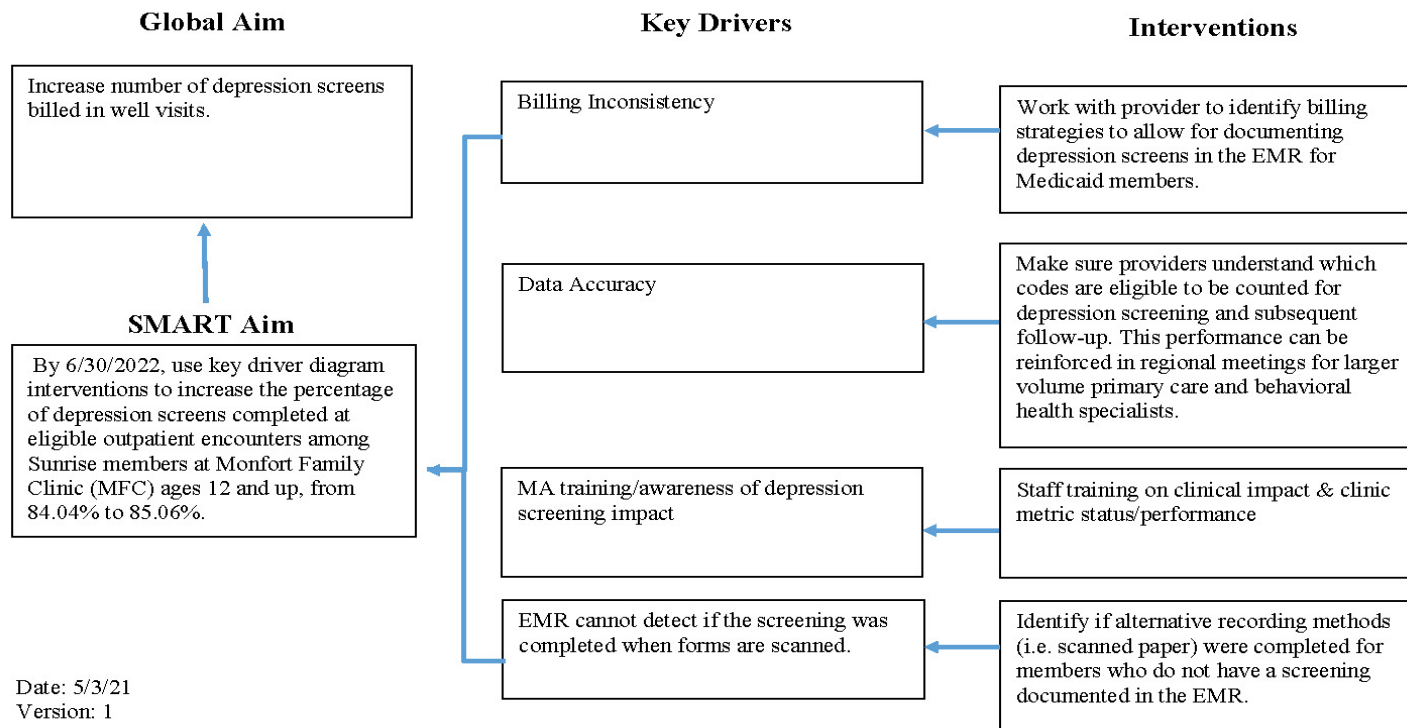 Global Aim
Increase number of depression screens
billed in well visits.
SMART Aim
By 6/30/2022, use key driver diagram
interventions to increase the percentage
of depression screens completed at
eligible outpatient encounters among
Sunrise members at Monfort Family
Clinic (MFC) ages 12 and up, from
84.04% to 85.06%.
Key Drivers
Billing Inconsistency
Data Accuracy
MA training/awareness of depression
screening impact
EMR cannot detect if the screening was
completed when forms are scanned.
Interventions
Work with provider to identify billing
strategies to allow for documenting
depression screens in the EMR for
Medicaid members.
Make sure providers understand which
codes are eligible to be counted for
depression screening and subsequent
follow-up. This performance can be
reinforced in regional meetings for larger
volume primary care and behavioral
health specialists.
Staff training on clinical impact & clinic
metric status/performance
Identify if alternative recording methods
(i.e. scanned paper) were completed for
members who do not have a screening
documented in the EMR.
Date: 5/3/21
Version: 1